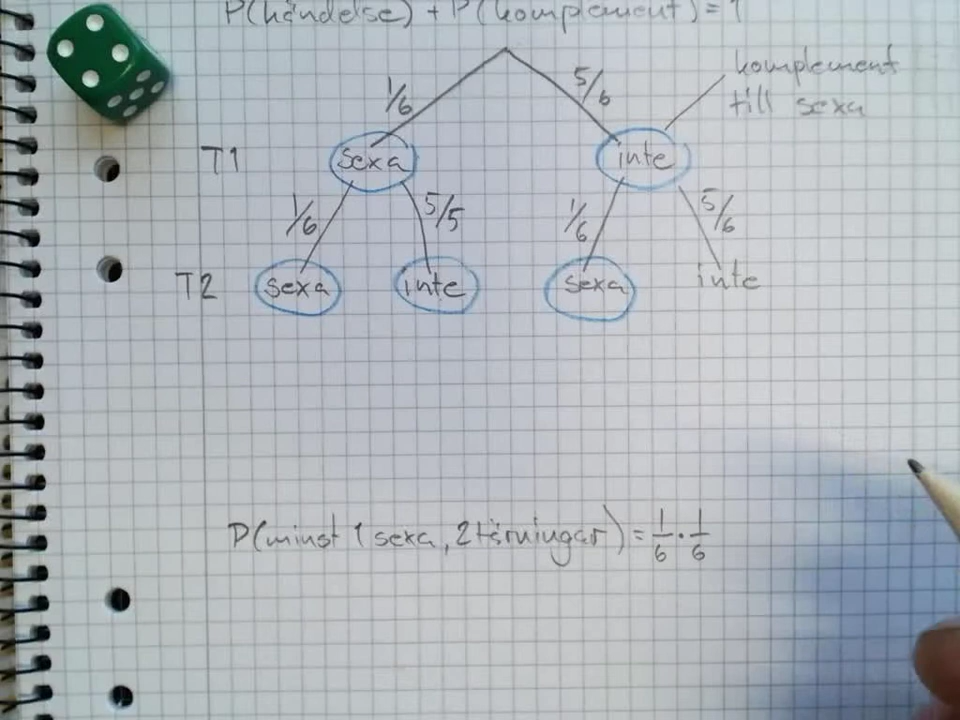 P(händelse) + P(komplement) = 1
1/6 5/6 komplement
till sexa
T1 sexa inte
1/6 5/5 1/6 5/6
T2 sexa inte sexa inte
P(minst 1 sexa, 2 tärningar) = 1/6 · 1/6